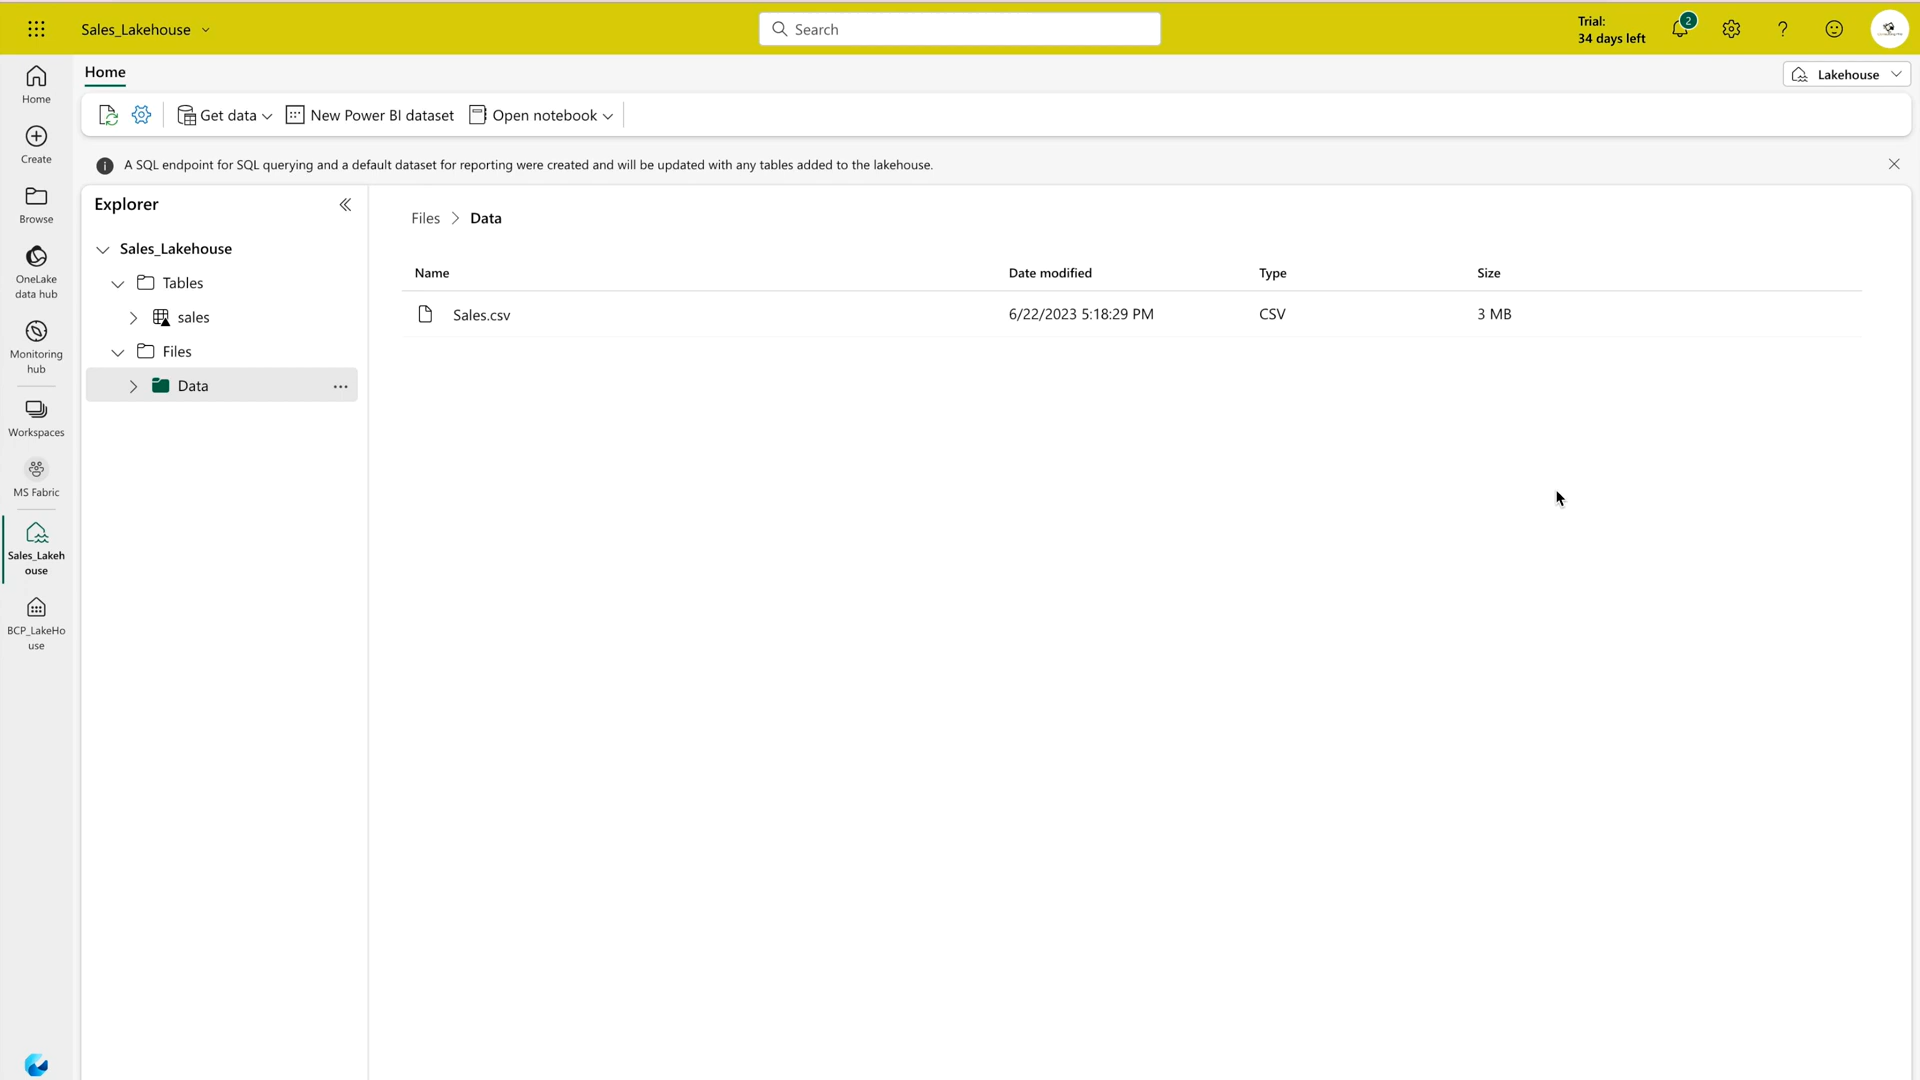 Sales_Lakehouse
Search
Trial:
34 days left
2
Home
Lakehouse
Get data
New Power BI dataset
Open notebook
A SQL endpoint for SQL querying and a default dataset for reporting were created and will be updated with any tables added to the lakehouse.
Home
Create
Browse
OneLake
data hub
Monitoring
hub
Workspaces
MS Fabric
Sales_Lakeh
ouse
BCP_LakeHo
use
Explorer
Sales_Lakehouse
Tables
sales
Files
Data
Files > Data
Name Date modified Type Size
Sales.csv 6/22/2023 5:18:29 PM CSV 3 MB